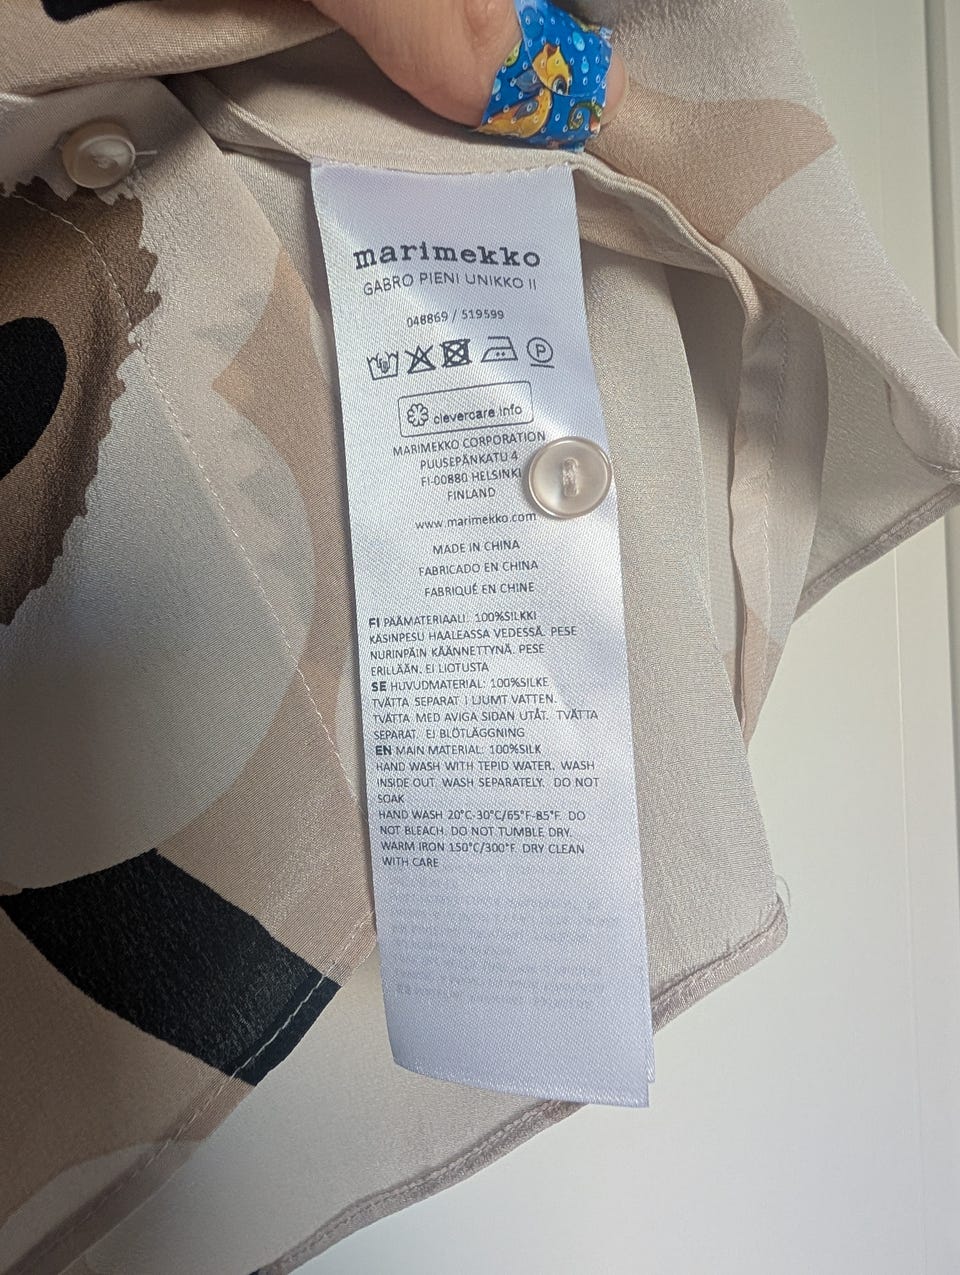 marimekko
GABRO PIENI UNIKKO II
048869 / 519599
P
clevercare.info
MARIMEKKO CORPORATION
PUUSEPÄNKATU 4
FI-00880 HELSINKI
FINLAND
www.marimekko.com
MADE IN CHINA
FABRICADO EN CHINA
FABRIQUÉ EN CHINE
FI PÄÄMATERIAALI: 100%SILKKI
KÄSINPESU HAALEASSA VEDESSÄ. PESE
NURINPÄIN KÄÄNNETTYNÄ. PESE
ERILLÄÄN. EI LIOTUSTA
SE HUVUDMATERIAL: 100%SILKE
TVÄTTA SEPARAT I LJUMT VATTEN.
TVÄTTA MED AVIGA SIDAN UTÅT. TVÄTTA
SEPARAT. EJ BLÖTLÄGGNING
EN MAIN MATERIAL: 100%SILK
HAND WASH WITH TEPID WATER. WASH
INSIDE OUT. WASH SEPARATELY. DO NOT
SOAK
HAND WASH 20°C-30°C/65°F-85°F. DO
NOT BLEACH. DO NOT TUMBLE DRY.
WARM IRON 150°C/300°F. DRY CLEAN
WITH CARE